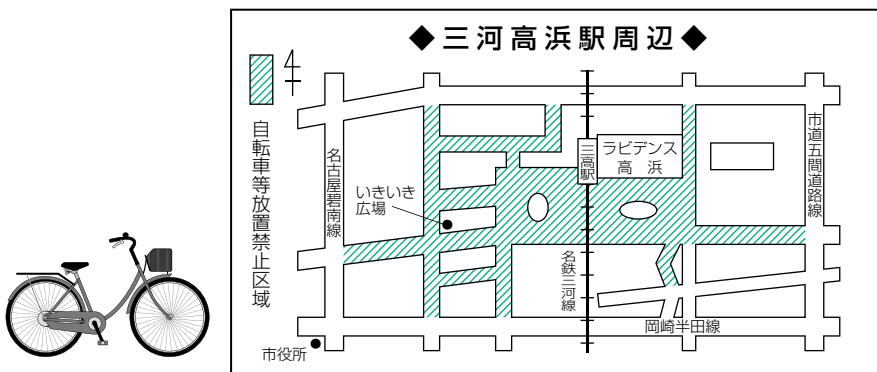 ◆三河高浜駅周辺◆
自転車等放置禁止区域
名古屋碧南線
いきいき
広場
三高駅
ラビデンス
高浜
市道五間道路線
名鉄三河線
岡崎半田線
市役所